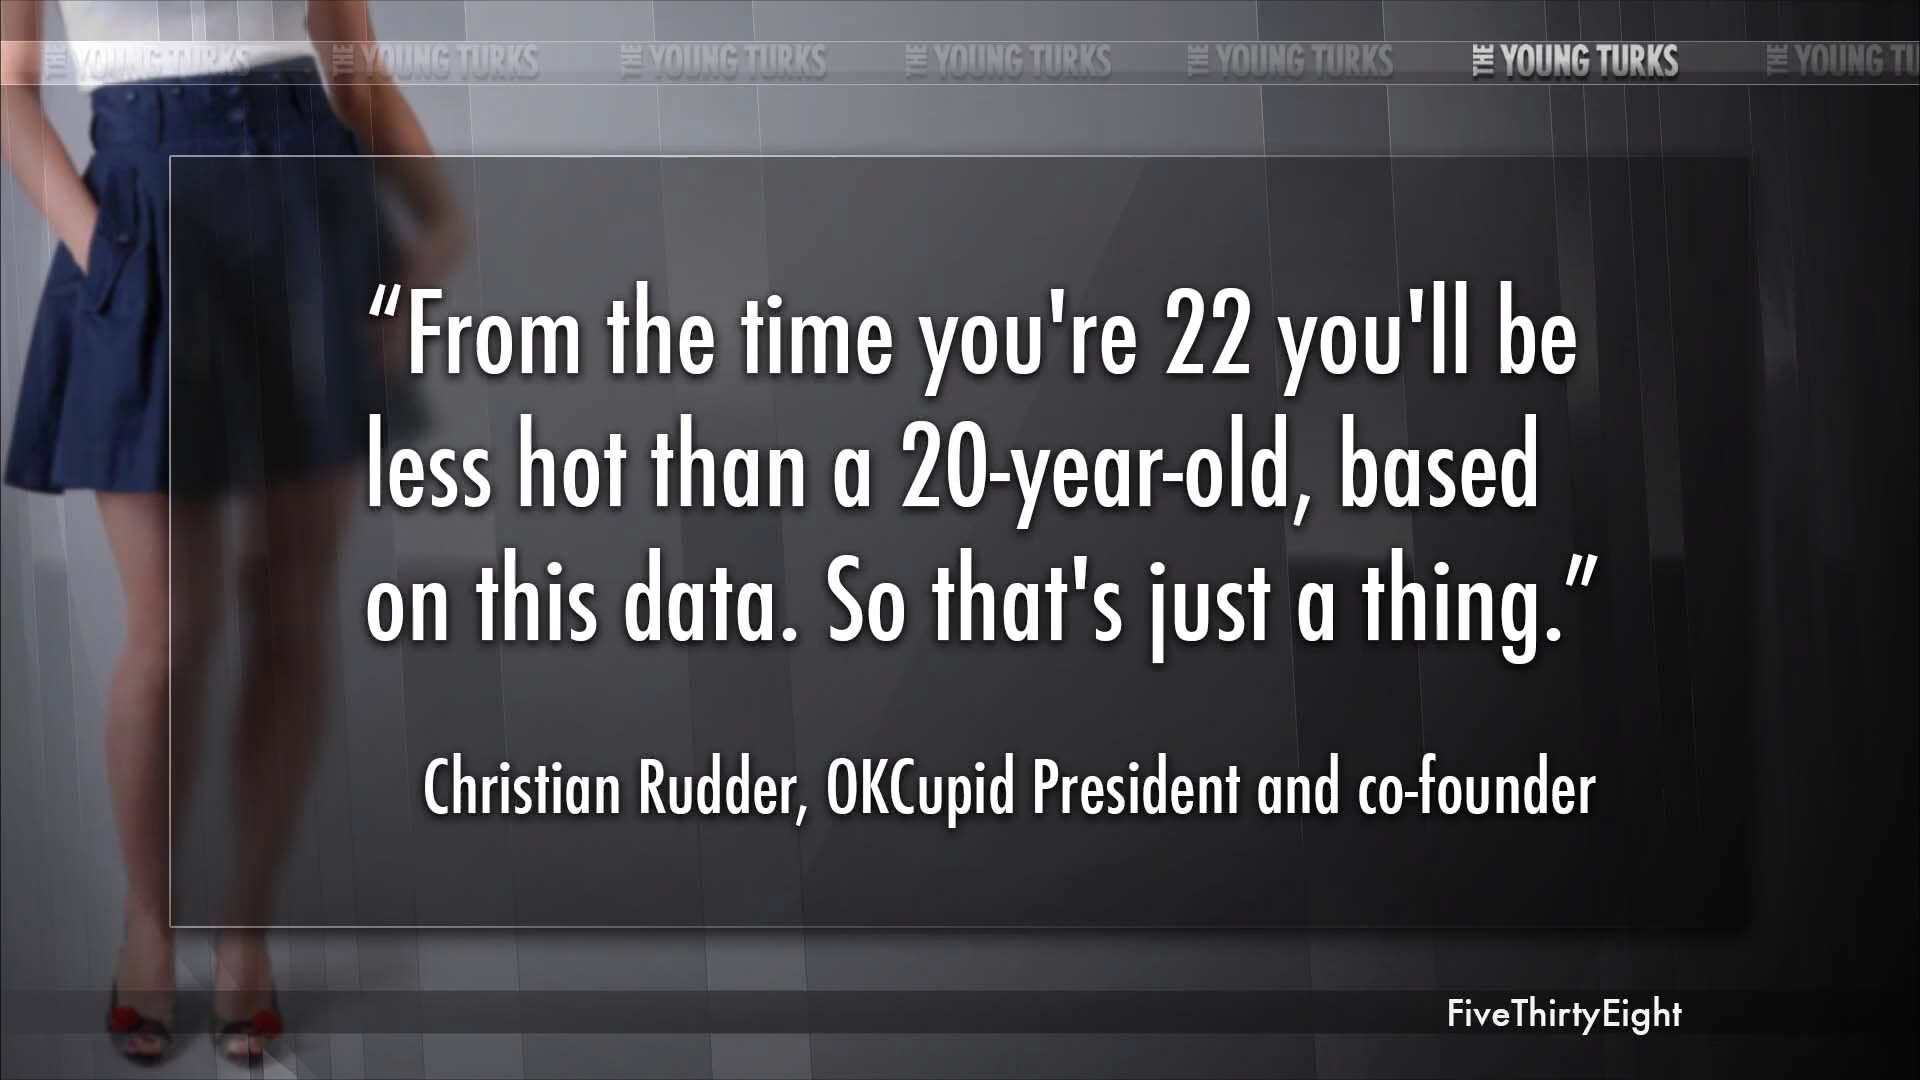 THE YOUNG TURKS THE YOUNG TURKS THE YOUNG TURKS THE YOUNG TURKS THE YOUNG TURKS THE YOUNG TURKS THE YOUNG TU
“From the time you're 22 you'll be
less hot than a 20-year-old, based
on this data. So that's just a thing.”
Christian Rudder, OKCupid President and co-founder
FiveThirtyEight